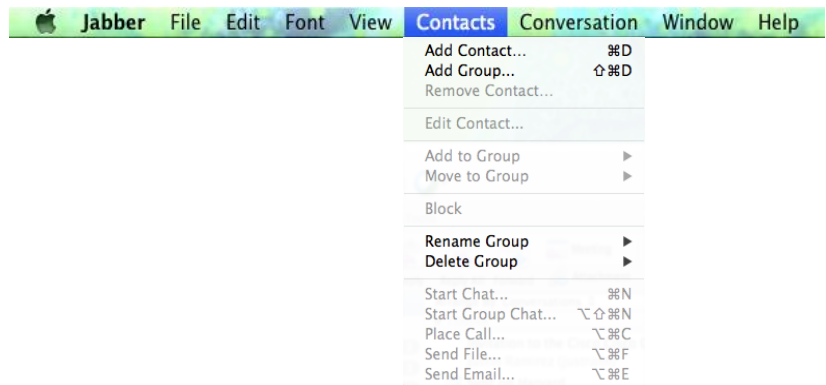 Jabber File Edit Font View Contacts Conversation Window Help
Add Contact... ⌘D
Add Group... ⇧⌘D
Remove Contact...
Edit Contact...
Add to Group ▶
Move to Group ▶
Block
Rename Group ▶
Delete Group ▶
Start Chat... ⌘N
Start Group Chat... ⌥⇧⌘N
Place Call... ⌥⌘C
Send File... ⌥⌘F
Send Email... ⌥⌘E